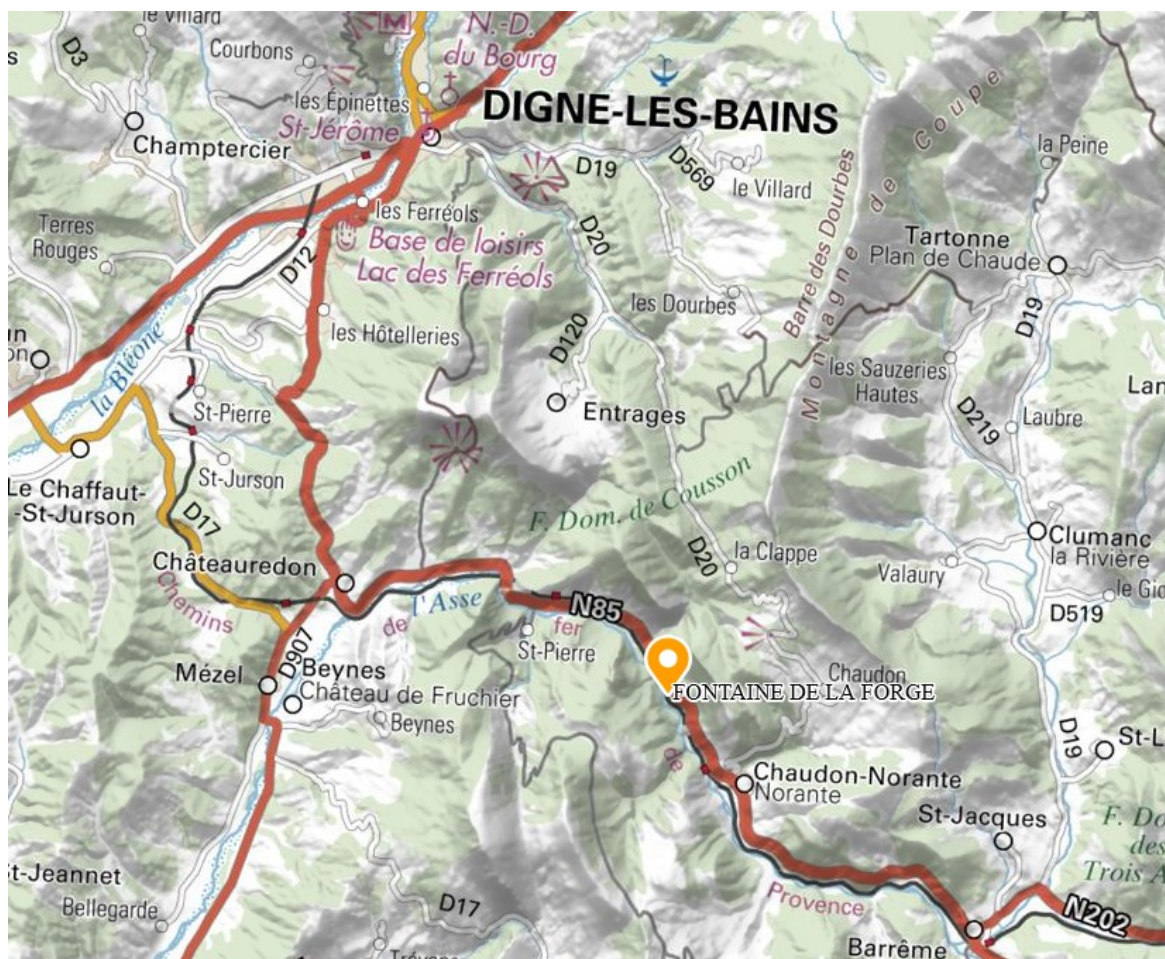 le Villard
D3
Courbons
M
N.-D.
du Bourg
les Épinettes
St-Jérôme
DIGNE-LES-BAINS
Champtercier
D19
D569
le Villard
la Peine
Montagne de Coupe
Barre des Dourbes
Terres
Rouges
les Ferréols
Base de loisirs
Lac des Ferréols
D12
D20
Tartonne
Plan de Chaude
les Dourbes
D19
la Bléone
les Hôtelleries
D120
les Sauzeries
Hautes
St-Pierre
Entrages
Laubre
D219
St-Jurson
Le Chaffaut-
-St-Jurson
D17
F. Dom. de Cousson
Clumanc
la Rivière
la Clappe
D20
Valaury
Châteauredon
Chemins
de
fer
de
Provence
l'Asse
N85
D519
St-Pierre
D907
Mézel
Beynes
Château de Fruchier
Beynes
Chaudon
FONTAINE DE LA FORGE
D19
Chaudon-Norante
Norante
St-Jacques
St-Jeannet
Bellegarde
D17
N202
Barrême